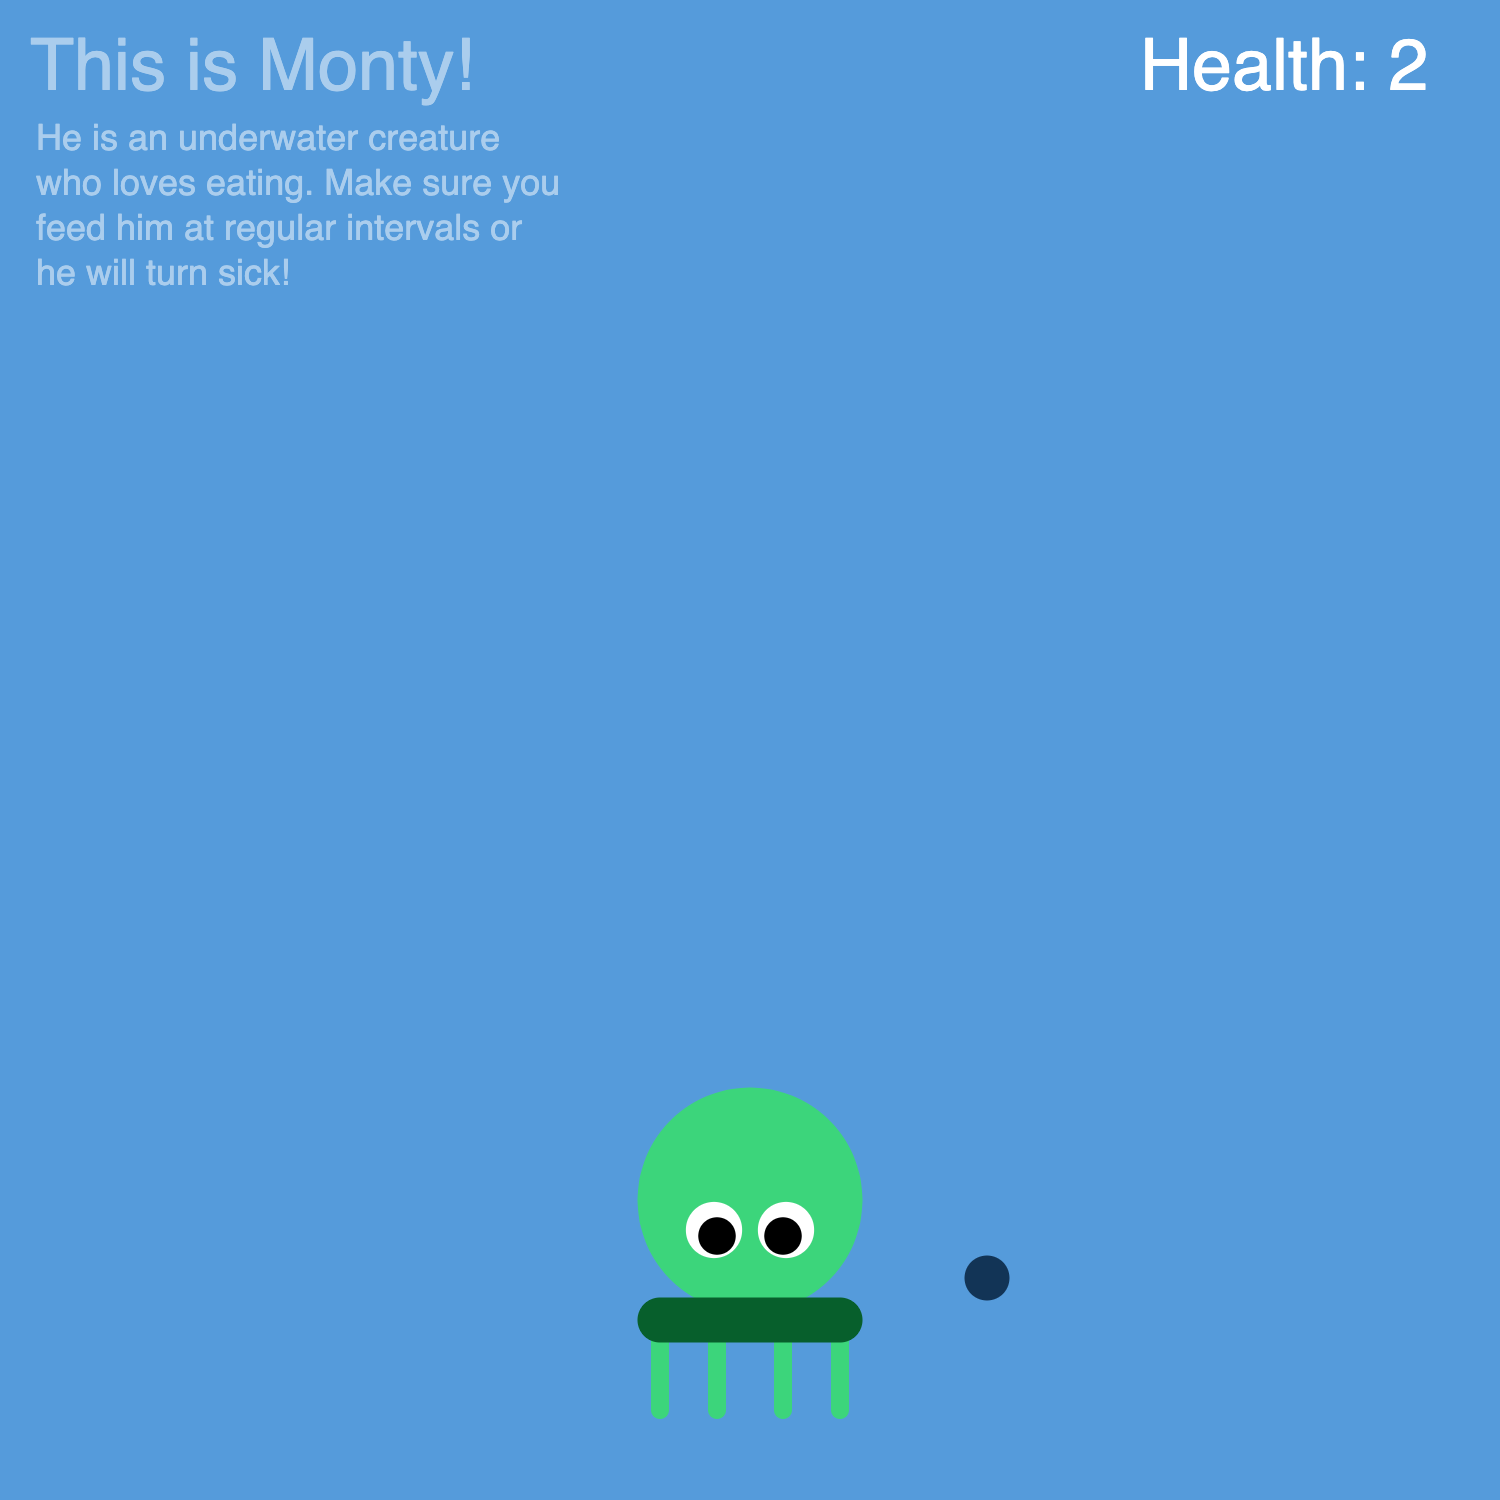 This is Monty!
Health: 2
He is an underwater creature
who loves eating. Make sure you
feed him at regular intervals or
he will turn sick!